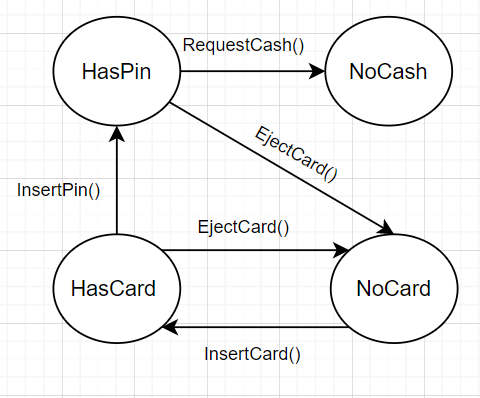 RequestCash()
HasPin
NoCash
EjectCard()
InsertPin()
EjectCard()
HasCard
NoCard
InsertCard()